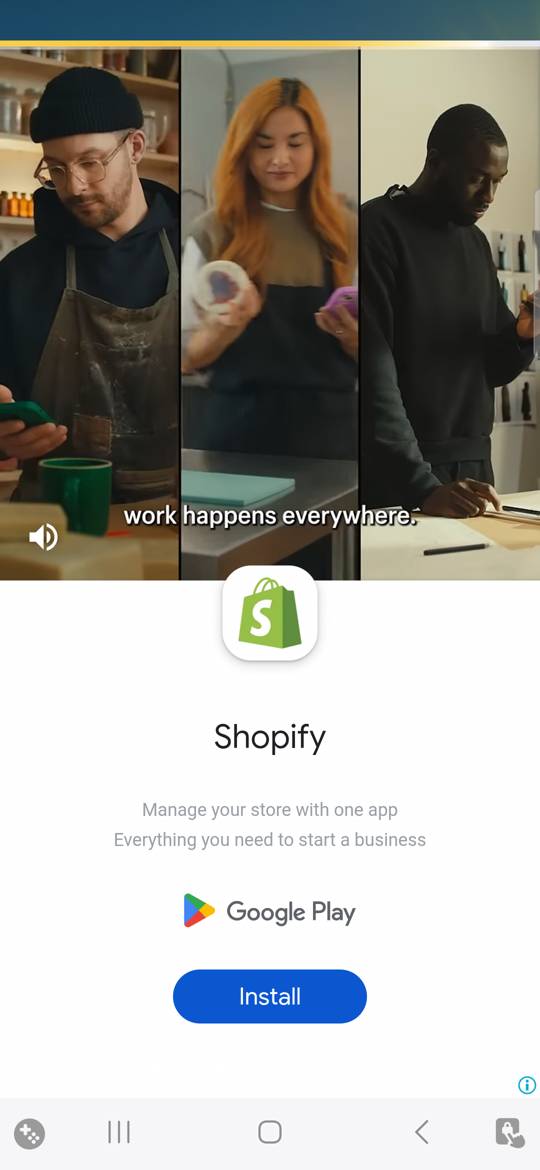 work happens everywhere.
Shopify
Manage your store with one app
Everything you need to start a business
Google Play
Install